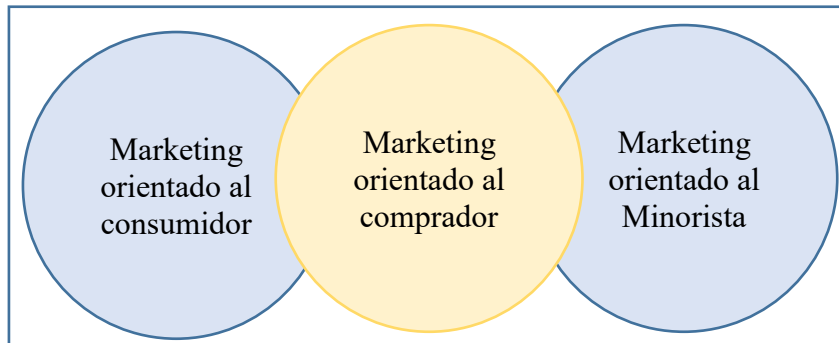 Marketing
orientado al
consumidor
Marketing
orientado al
comprador
Marketing
orientado al
Minorista